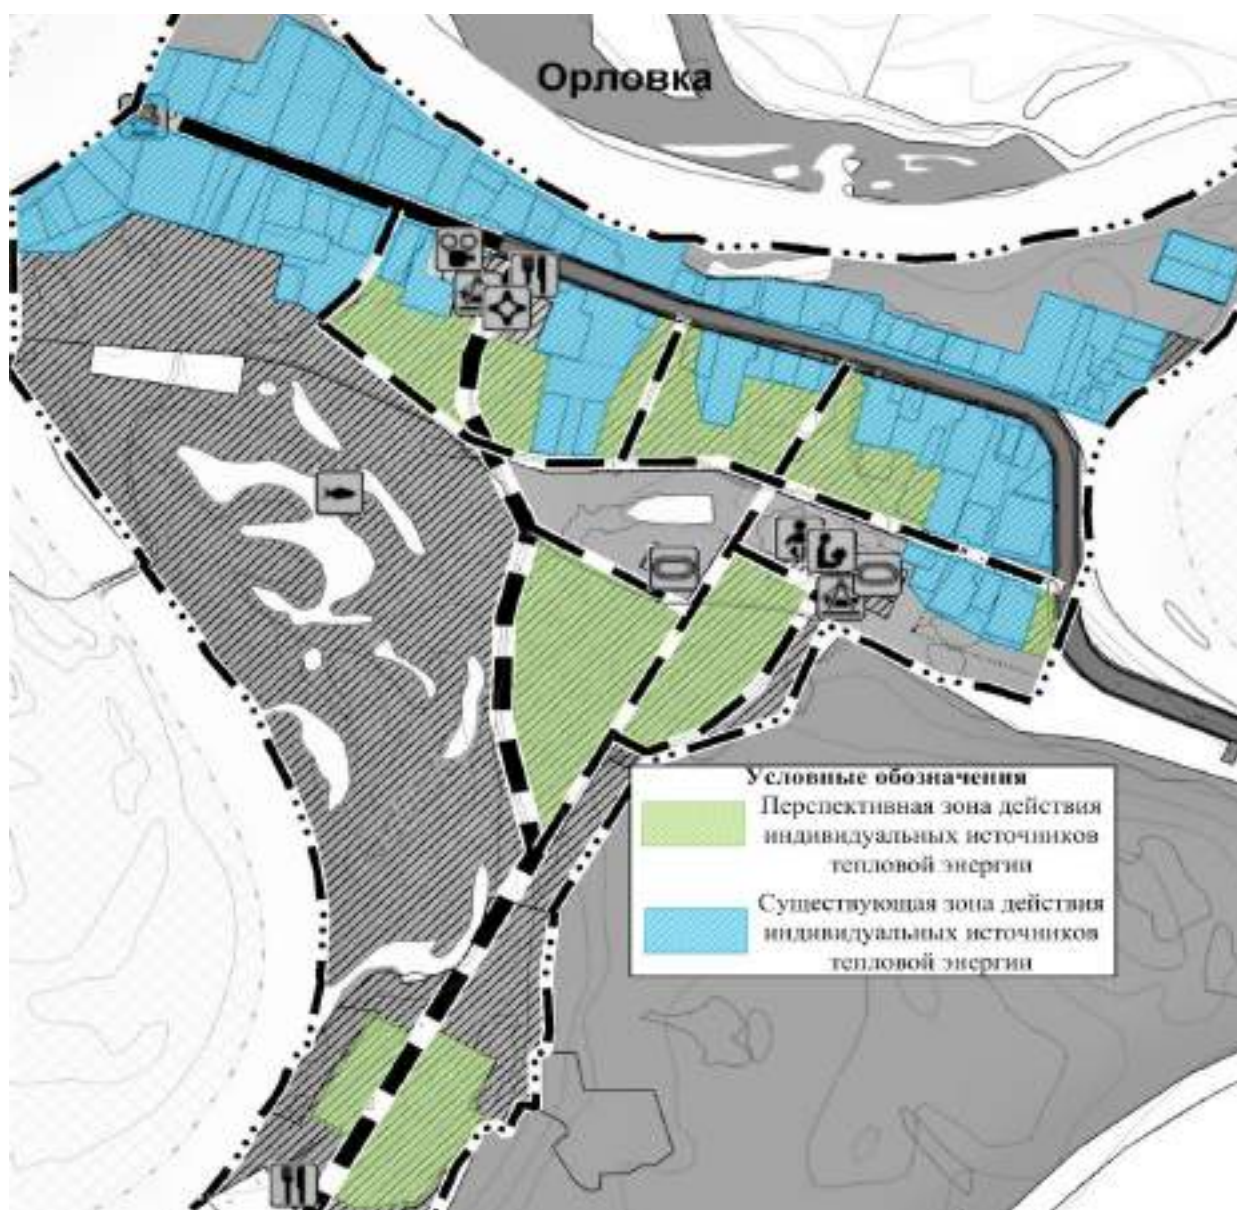 Орловка
Условные обозначения
Перспективная зона действия
индивидуальных источников
тепловой энергии
Существующая зона действия
индивидуальных источников
тепловой энергии